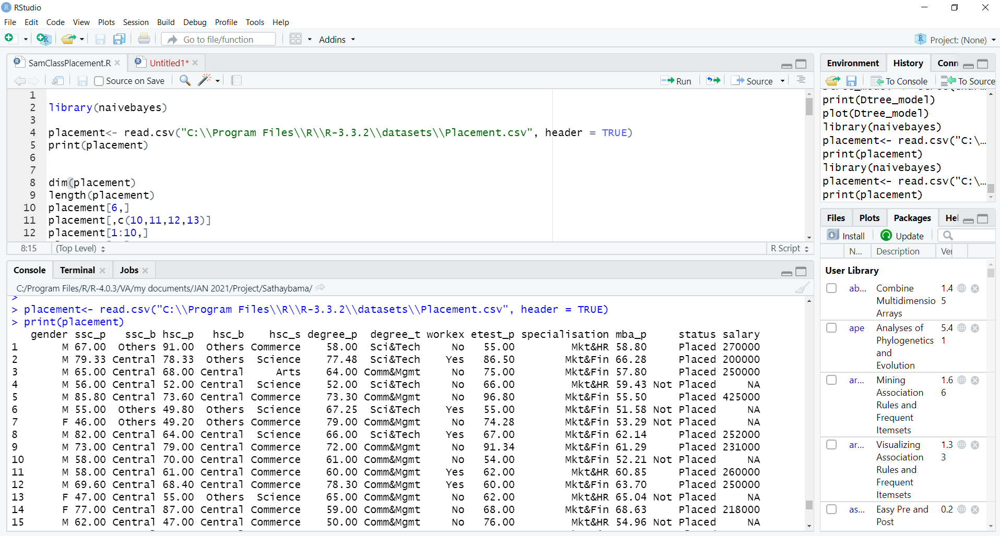 RStudio
File Edit Code View Plots Session Build Debug Profile Tools Help
Go to file/function Addins Project: (None)
SamClassPlacement.R Untitled1*
Source on Save Run Source
1
2 library(naivebayes)
3
4 placement<- read.csv("C:\\Program Files\\R\\R-3.3.2\\datasets\\Placement.csv", header = TRUE)
5 print(placement)
6
7
8 dim(placement)
9 length(placement)
10 placement[6,]
11 placement[,c(10,11,12,13)]
12 placement[1:10,]
8:15 (Top Level) R Script
Console Terminal Jobs
C:/Program Files/R/R-4.0.3/VA/my documents/JAN 2021/Project/Sathaybama/
>
> placement<- read.csv("C:\\Program Files\\R\\R-3.3.2\\datasets\\Placement.csv", header = TRUE)
> print(placement)
gender ssc_p ssc_b hsc_p hsc_b hsc_s degree_p degree_t workex etest_p specialisation mba_p status salary
1 M 67.00 Others 91.00 Others Commerce 58.00 Sci&Tech No 55.00 Mkt&HR 58.80 Placed 270000
2 M 79.33 Central 78.33 Others Science 77.48 Sci&Tech Yes 86.50 Mkt&Fin 66.28 Placed 200000
3 M 65.00 Central 68.00 Central Arts 64.00 Comm&Mgmt No 75.00 Mkt&Fin 57.80 Placed 250000
4 M 56.00 Central 52.00 Central Science 52.00 Sci&Tech No 66.00 Mkt&HR 59.43 Not Placed NA
5 M 85.80 Central 73.60 Central Commerce 73.30 Comm&Mgmt No 96.80 Mkt&Fin 55.50 Placed 425000
6 M 55.00 Others 49.80 Others Science 67.25 Sci&Tech Yes 55.00 Mkt&Fin 51.58 Not Placed NA
7 F 46.00 Others 49.20 Others Commerce 79.00 Comm&Mgmt No 74.28 Mkt&Fin 53.29 Not Placed NA
8 M 82.00 Central 64.00 Central Science 66.00 Sci&Tech Yes 67.00 Mkt&Fin 62.14 Placed 252000
9 M 73.00 Central 79.00 Central Commerce 72.00 Comm&Mgmt No 91.34 Mkt&Fin 61.29 Placed 231000
10 M 58.00 Central 70.00 Central Commerce 61.00 Comm&Mgmt No 54.00 Mkt&Fin 52.21 Not Placed NA
11 M 58.00 Central 61.00 Central Commerce 60.00 Comm&Mgmt Yes 62.00 Mkt&HR 60.85 Placed 260000
12 M 69.60 Central 68.40 Central Commerce 78.30 Comm&Mgmt Yes 60.00 Mkt&Fin 63.70 Placed 250000
13 F 47.00 Central 55.00 Others Science 65.00 Comm&Mgmt No 62.00 Mkt&HR 65.04 Not Placed NA
14 F 77.00 Central 87.00 Central Commerce 59.00 Comm&Mgmt No 68.00 Mkt&Fin 68.63 Placed 218000
15 M 62.00 Central 47.00 Central Commerce 50.00 Comm&Mgmt No 76.00 Mkt&HR 54.96 Not Placed NA
Environment History Conn
To Console To Source
print(Dtree_model)
plot(Dtree_model)
library(naivebayes)
placement<- read.csv("C:\...
print(placement)
library(naivebayes)
placement<- read.csv("C:\...
print(placement)
Files Plots Packages Hel
Install Update
N... Description Ver
User Library
ab... Combine 1.4
Multidimensio 5
Arrays
ape Analyses of 5.4
Phylogenetics 1
and
Evolution
ar... Mining 1.6
Association 6
Rules and
Frequent
Itemsets
ar... Visualizing 1.3
Association 3
Rules and
Frequent
Itemsets
as... Easy Pre and 0.2
Post